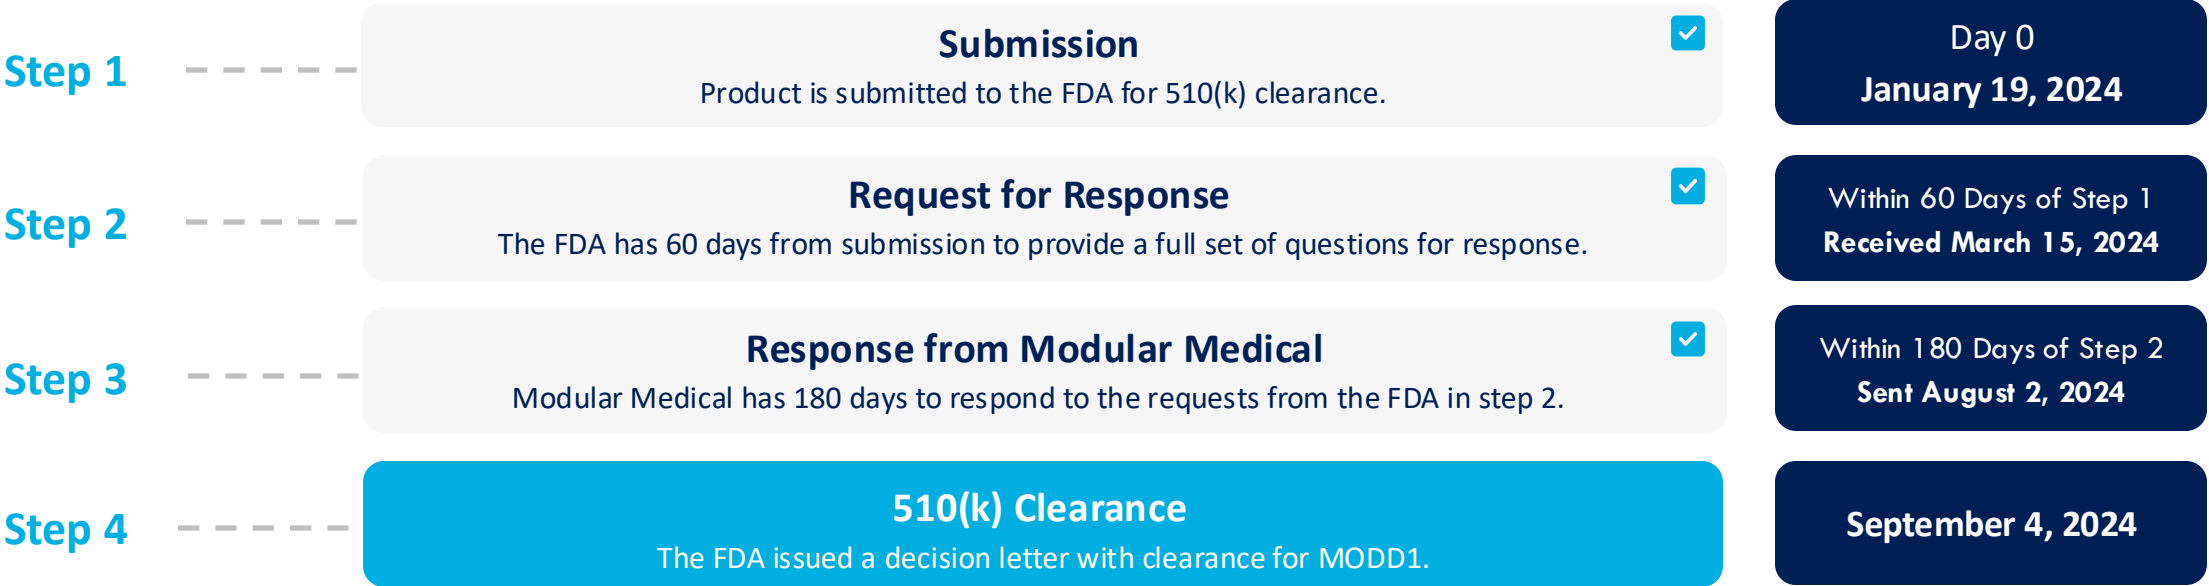 Step 1
Submission
Product is submitted to the FDA for 510(k) clearance.
Day 0
January 19, 2024
Step 2
Request for Response
The FDA has 60 days from submission to provide a full set of questions for response.
Within 60 Days of Step 1
Received March 15, 2024
Step 3
Response from Modular Medical
Modular Medical has 180 days to respond to the requests from the FDA in step 2.
Within 180 Days of Step 2
Sent August 2, 2024
Step 4
510(k) Clearance
The FDA issued a decision letter with clearance for MODD1.
September 4, 2024